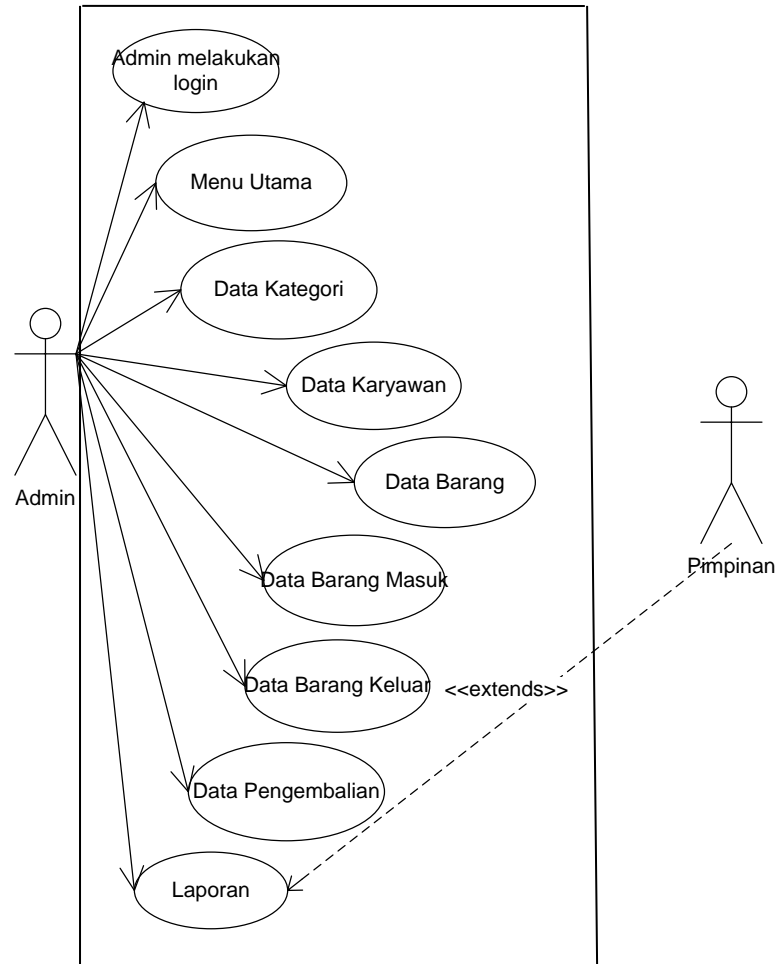 Admin melakukan
login
Menu Utama
Data Kategori
Data Karyawan
Data Barang
Admin
Pimpinan
Data Barang Masuk
Data Barang Keluar
<<extends>>
Data Pengembalian
Laporan